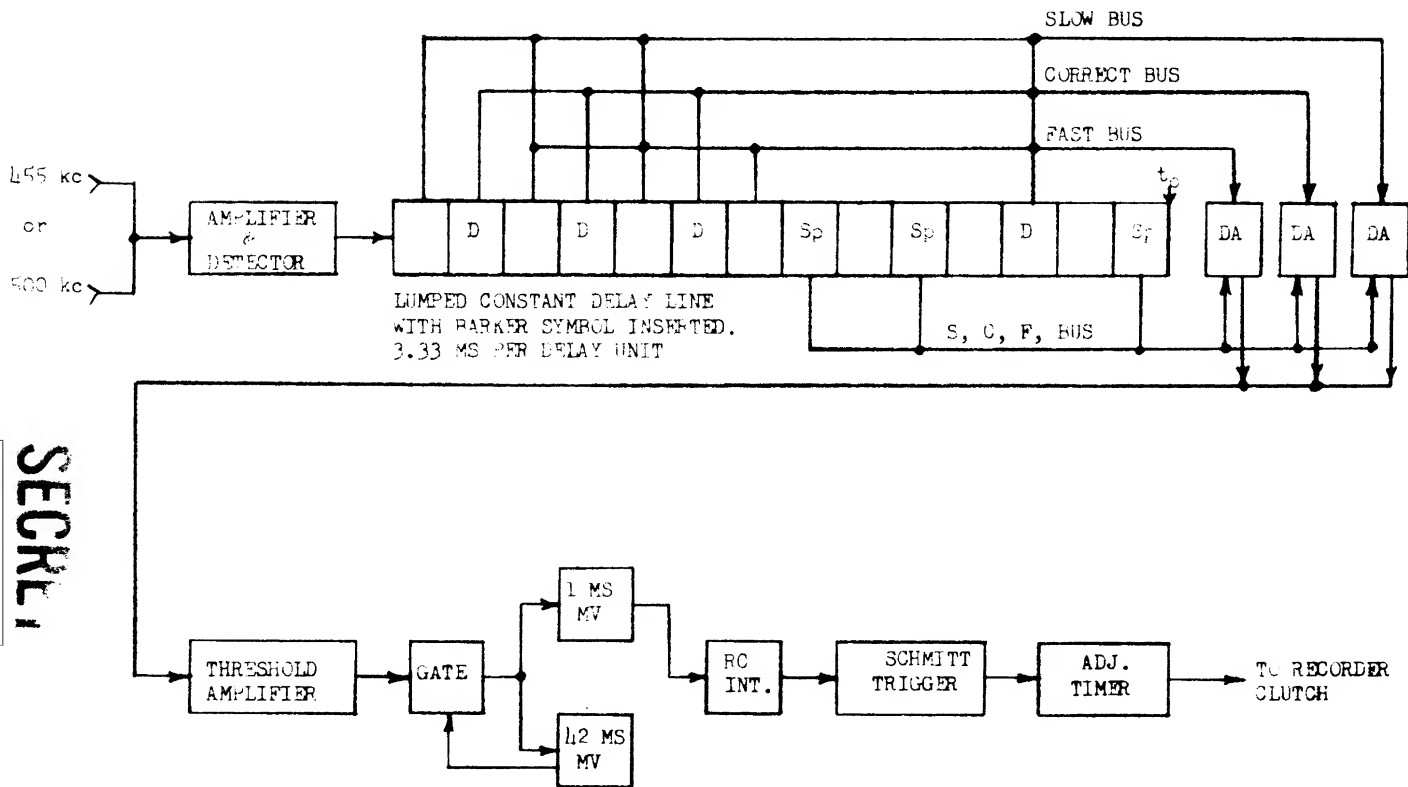 SLOW BUS
CORRECT BUS
FAST BUS
455 kc
or
500 kc
AMPLIFIER
&
DETECTOR
D
D
D
Sp
Sp
D
Sp
DA
DA
DA
LUMPED CONSTANT DELAY LINE
WITH BARKER SYMBOL INSERTED.
3.33 MS PER DELAY UNIT
S, C, F, BUS
SECRET
THRESHOLD
AMPLIFIER
GATE
1 MS
MV
42 MS
MV
RC
INT.
SCHMITT
TRIGGER
ADJ.
TIMER
TO RECORDER
CLUTCH